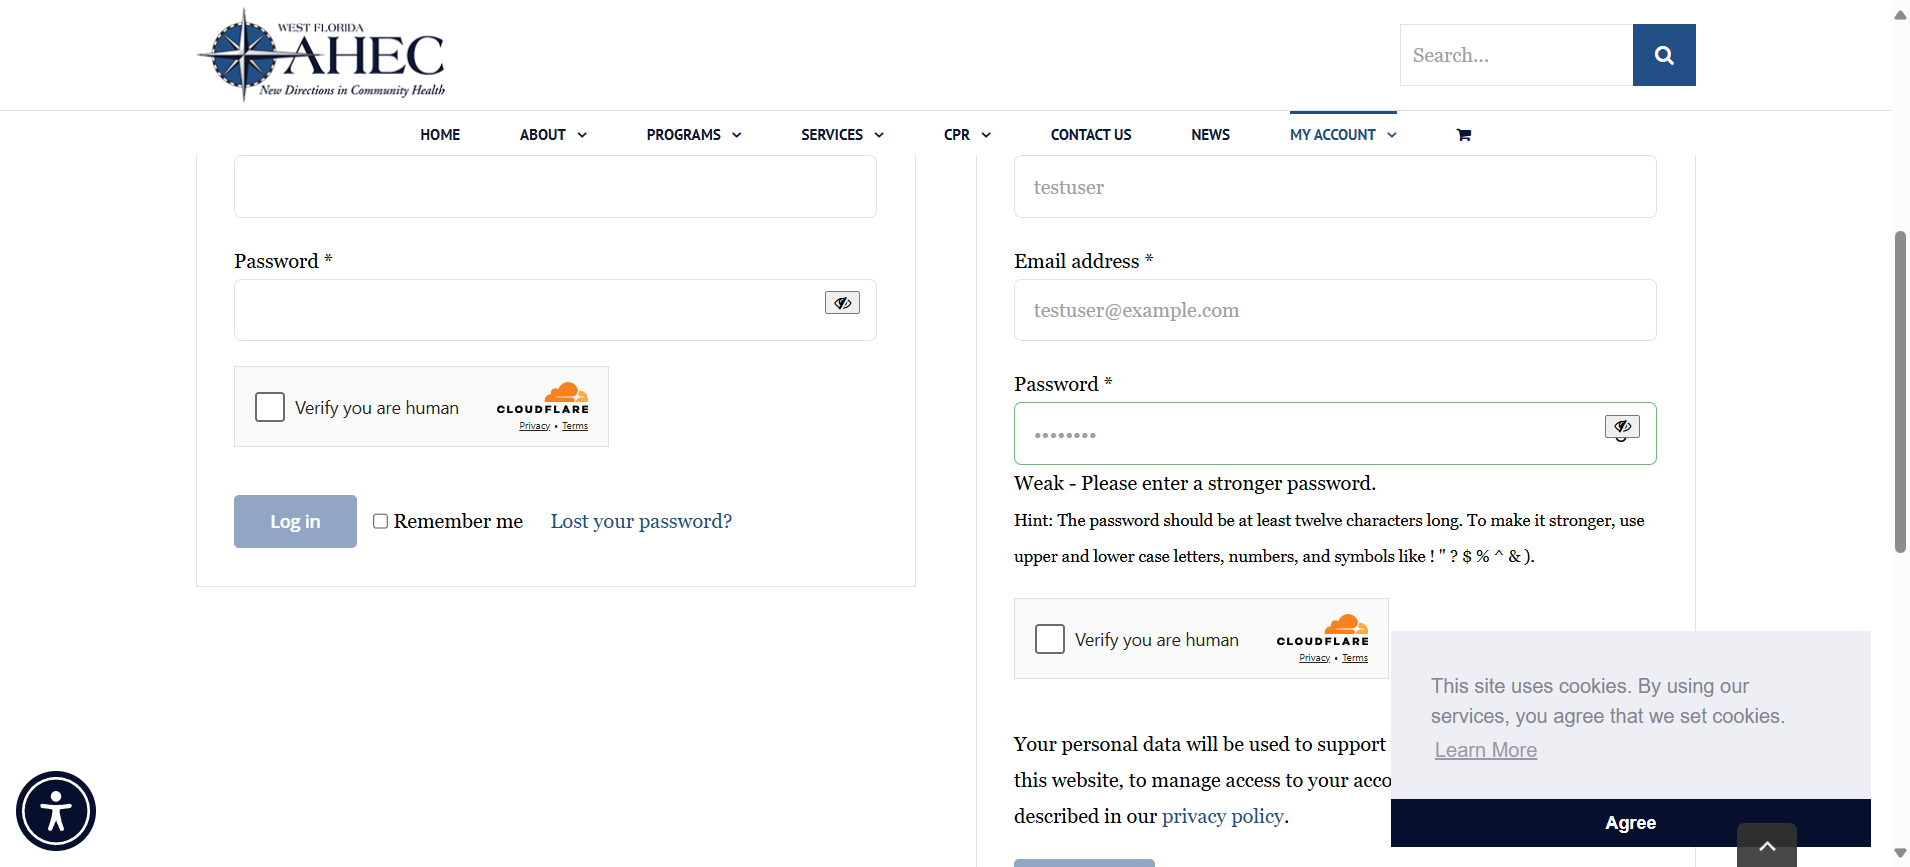 WEST FLORIDA
AHEC
New Directions in Community Health
Search...
HOME
ABOUT
PROGRAMS
SERVICES
CPR
CONTACT US
NEWS
MY ACCOUNT
Password *
Verify you are human
CLOUDFLARE
Privacy • Terms
Log in
Remember me
Lost your password?
testuser
Email address *
testuser@example.com
Password *
••••••••
Weak - Please enter a stronger password.
Hint: The password should be at least twelve characters long. To make it stronger, use
upper and lower case letters, numbers, and symbols like ! " ? $ % ^ & ).
Verify you are human
CLOUDFLARE
Privacy • Terms
Your personal data will be used to support
this website, to manage access to your acco
described in our privacy policy.
This site uses cookies. By using our
services, you agree that we set cookies.
Learn More
Agree